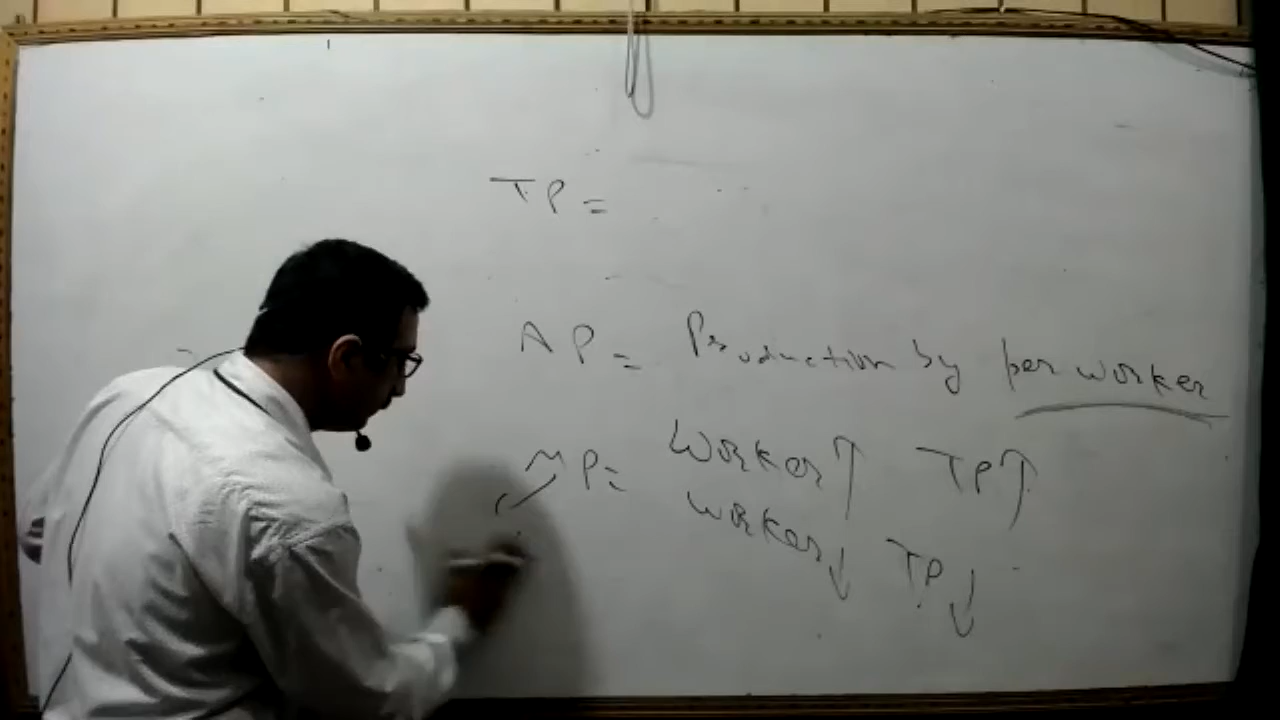 TP =
AP = Production by per worker
MP = Worker ↑ TP ↑
worker ↓ TP ↓